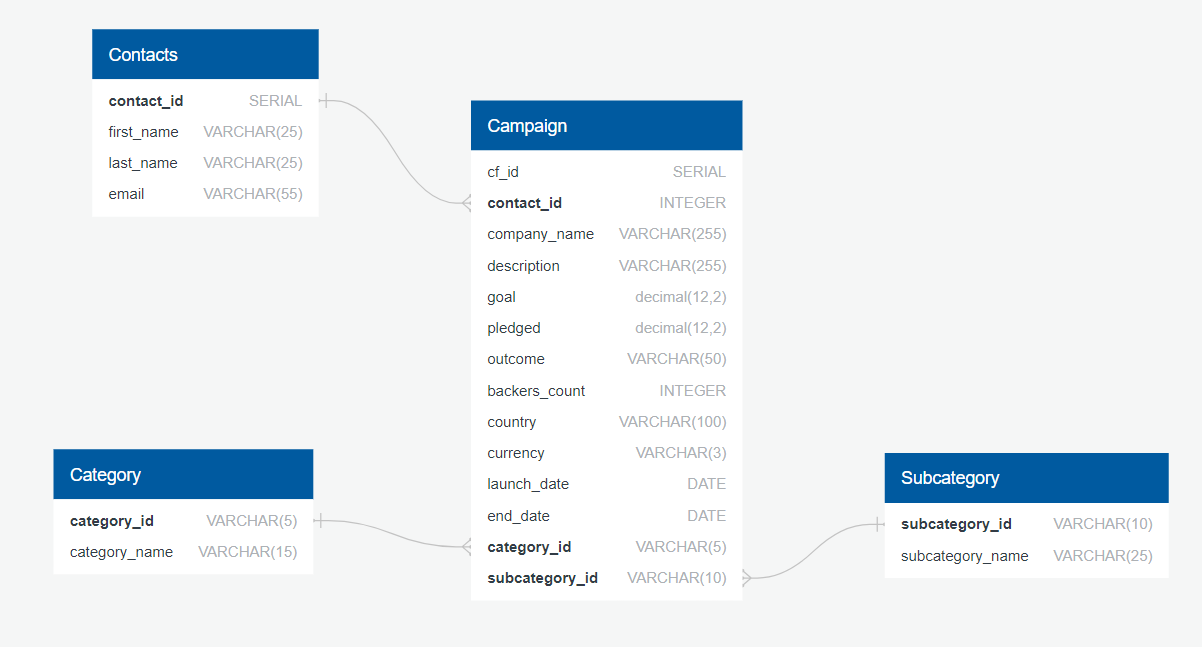 Contacts
contact_id SERIAL
first_name VARCHAR(25)
last_name VARCHAR(25)
email VARCHAR(55)
Campaign
cf_id SERIAL
contact_id INTEGER
company_name VARCHAR(255)
description VARCHAR(255)
goal decimal(12,2)
pledged decimal(12,2)
outcome VARCHAR(50)
backers_count INTEGER
country VARCHAR(100)
currency VARCHAR(3)
launch_date DATE
end_date DATE
category_id VARCHAR(5)
subcategory_id VARCHAR(10)
Category
category_id VARCHAR(5)
category_name VARCHAR(15)
Subcategory
subcategory_id VARCHAR(10)
subcategory_name VARCHAR(25)